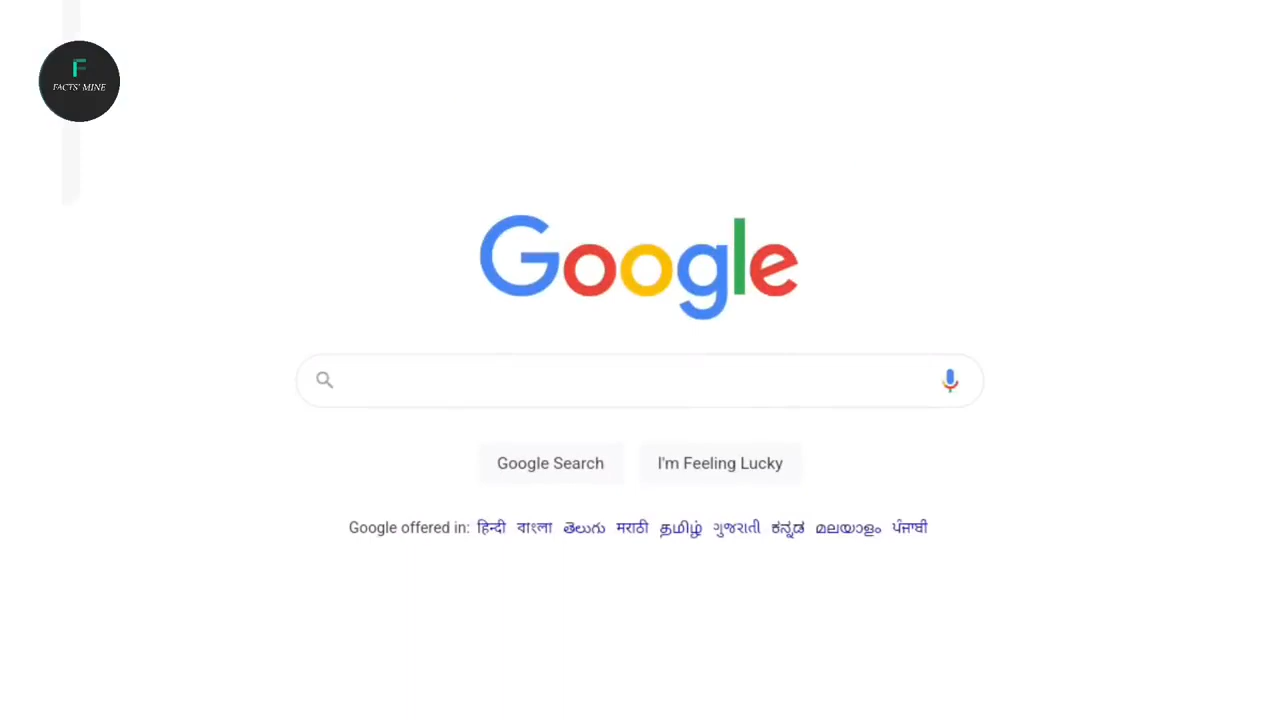 F
FACTS' MINE
Google
Google Search
I'm Feeling Lucky
Google offered in: हिन्दी বাংলা తెలుగు मराठी தமிழ் ગુજરાતી ಕನ್ನಡ മലയാളം ਪੰਜਾਬੀ